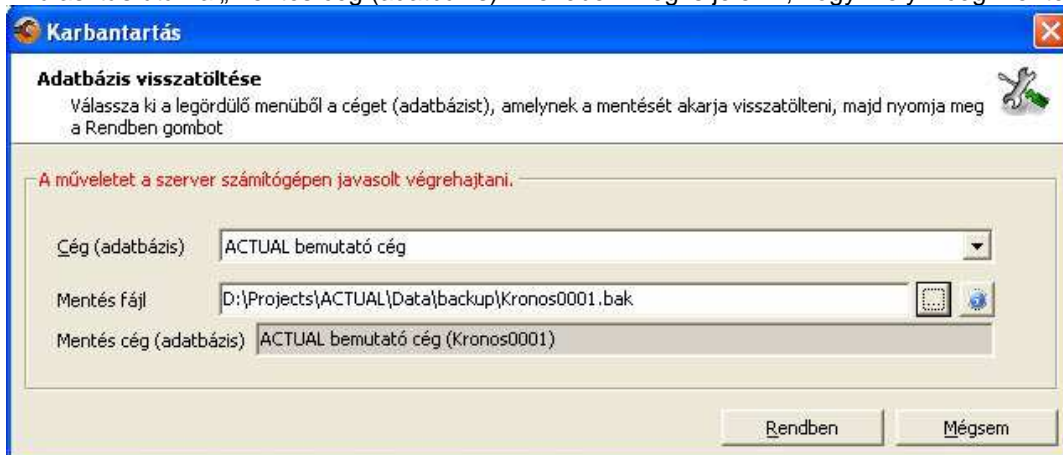 Karbantartás
Adatbázis visszatöltése
Válassza ki a legördülő menüből a céget (adatbázist), amelynek a mentését akarja visszatölteni, majd nyomja meg
a Rendben gombot
A műveletet a szerver számítógépen javasolt végrehajtani.
Cég (adatbázis) ACTUAL bemutató cég
Mentés fájl D:\Projects\ACTUAL\Data\backup\Kronos0001.bak ...
Mentés cég (adatbázis) ACTUAL bemutató cég (Kronos0001)
Rendben Mégsem